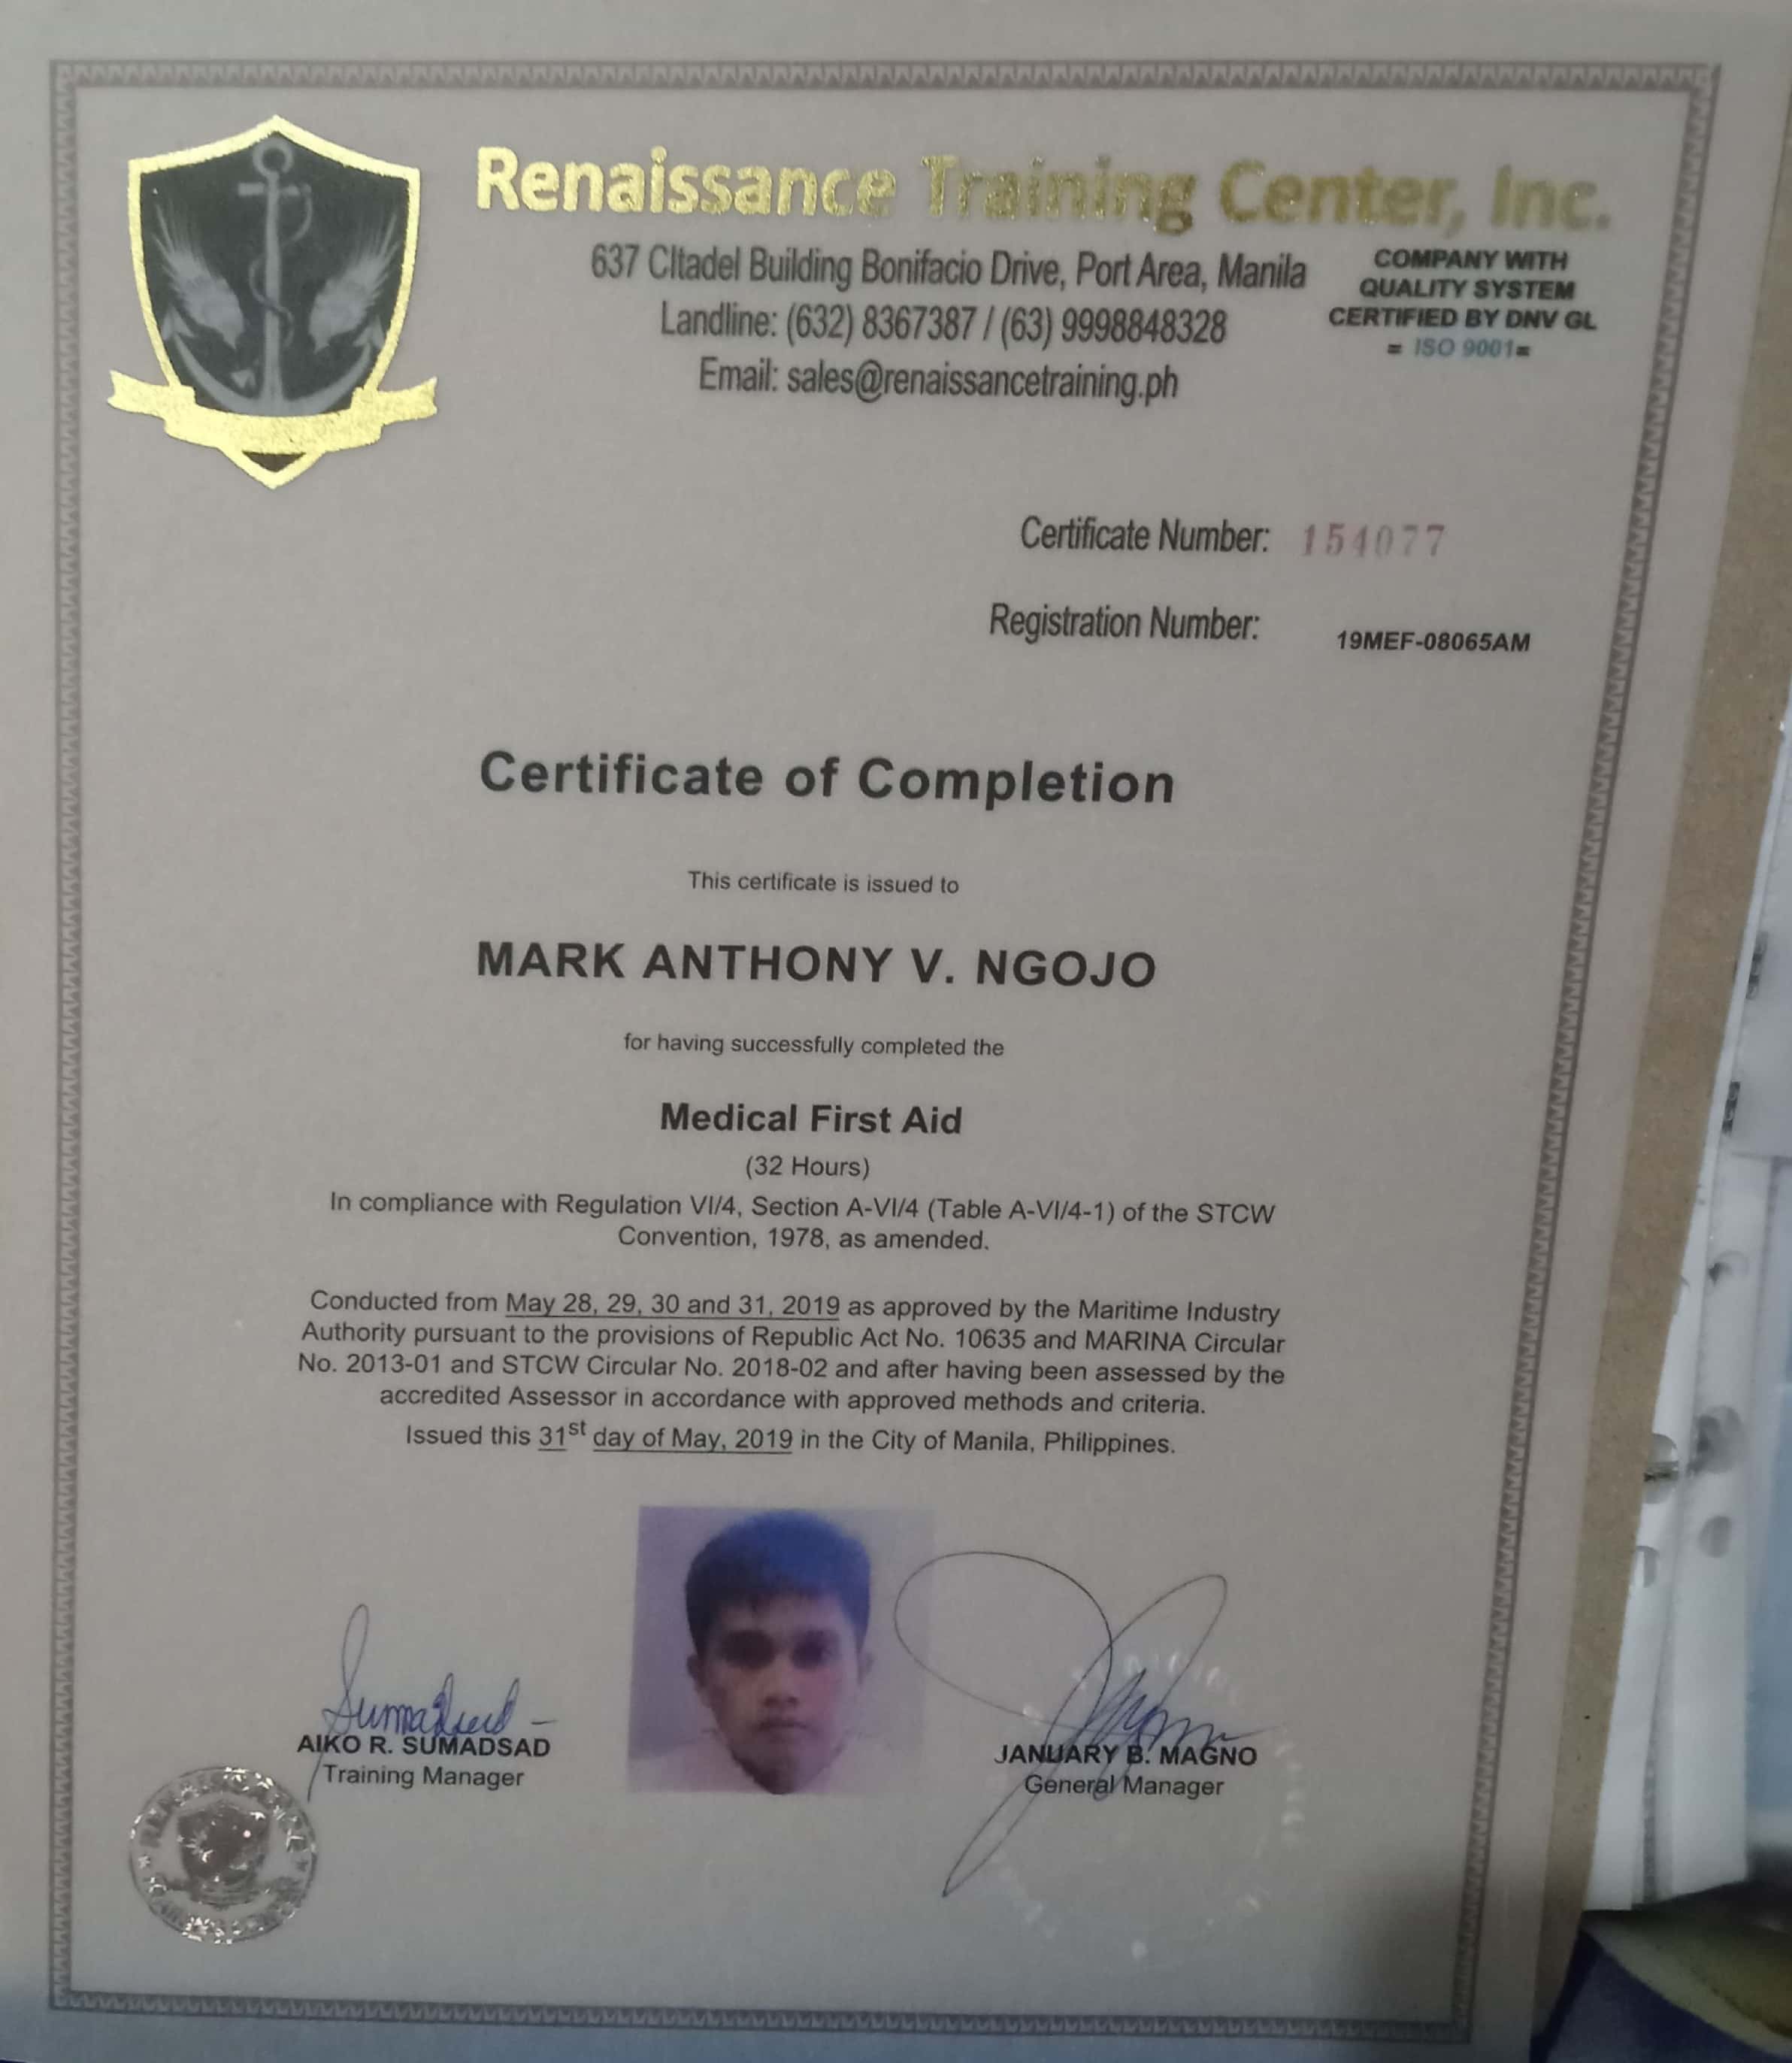 Renaissance Training Center, Inc.
637 CItadel Building Bonifacio Drive, Port Area, Manila
Landline: (632) 8367387 / (63) 9998848328
Email: sales@renaissancetraining.ph
COMPANY WITH
QUALITY SYSTEM
CERTIFIED BY DNV GL
= ISO 9001=
Certificate Number: 154077
Registration Number: 19MEF-08065AM
Certificate of Completion
This certificate is issued to
MARK ANTHONY V. NGOJO
for having successfully completed the
Medical First Aid
(32 Hours)
In compliance with Regulation VI/4, Section A-VI/4 (Table A-VI/4-1) of the STCW
Convention, 1978, as amended.
Conducted from May 28, 29, 30 and 31, 2019 as approved by the Maritime Industry
Authority pursuant to the provisions of Republic Act No. 10635 and MARINA Circular
No. 2013-01 and STCW Circular No. 2018-02 and after having been assessed by the
accredited Assessor in accordance with approved methods and criteria.
Issued this 31st day of May, 2019 in the City of Manila, Philippines.
Sumadsad
AIKO R. SUMADSAD
Training Manager
JANUARY B. MAGNO
General Manager